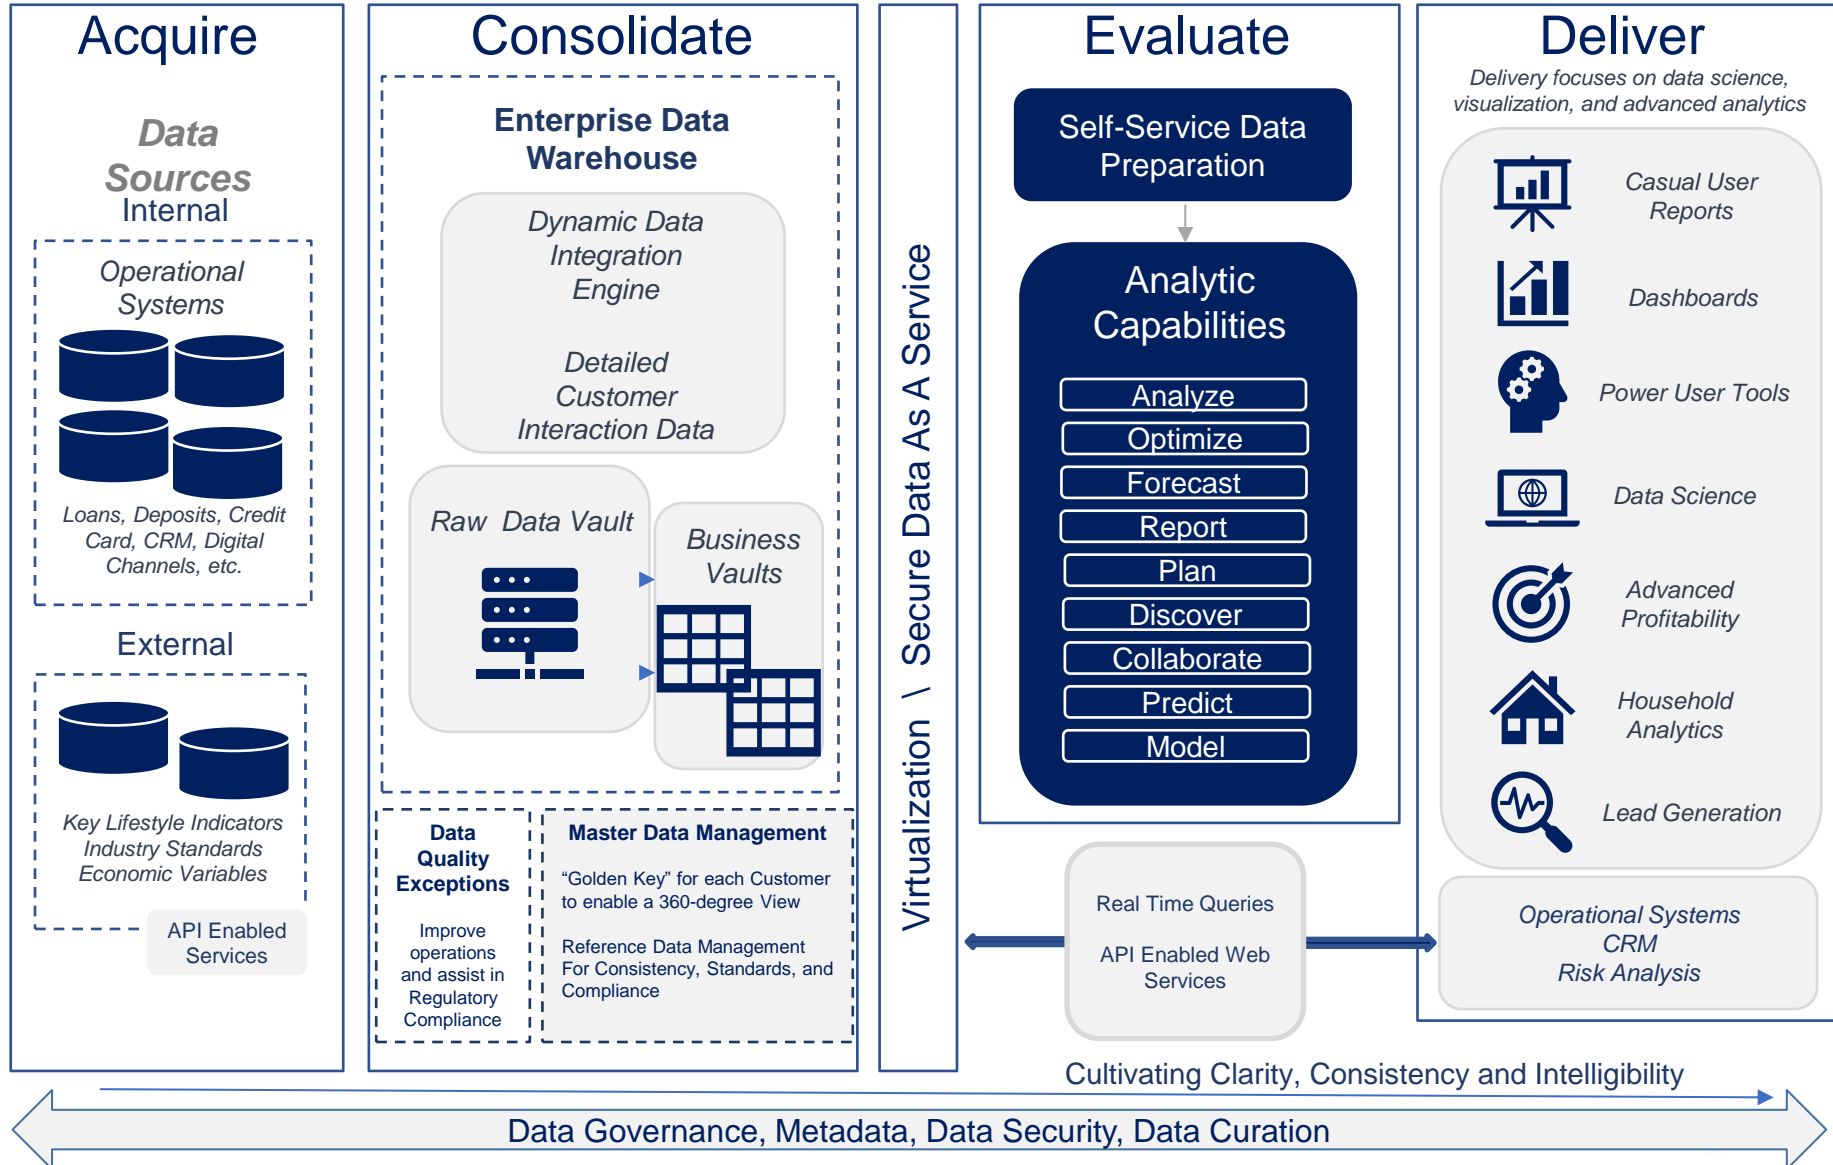 Acquire
Data
Sources
Internal
Operational
Systems
Loans, Deposits, Credit
Card, CRM, Digital
Channels, etc.
External
Key Lifestyle Indicators
Industry Standards
Economic Variables
API Enabled
Services
Consolidate
Enterprise Data
Warehouse
Dynamic Data
Integration
Engine
Detailed
Customer
Interaction Data
Raw Data Vault
Business
Vaults
Data
Quality
Exceptions
Improve
operations
and assist in
Regulatory
Compliance
Master Data Management
“Golden Key” for each Customer
to enable a 360-degree View
Reference Data Management
For Consistency, Standards, and
Compliance
Virtualization \ Secure Data As A Service
Evaluate
Self-Service Data
Preparation
Analytic
Capabilities
Analyze
Optimize
Forecast
Report
Plan
Discover
Collaborate
Predict
Model
Real Time Queries
API Enabled Web
Services
Deliver
Delivery focuses on data science,
visualization, and advanced analytics
Casual User
Reports
Dashboards
Power User Tools
Data Science
Advanced
Profitability
Household
Analytics
Lead Generation
Operational Systems
CRM
Risk Analysis
Cultivating Clarity, Consistency and Intelligibility
Data Governance, Metadata, Data Security, Data Curation